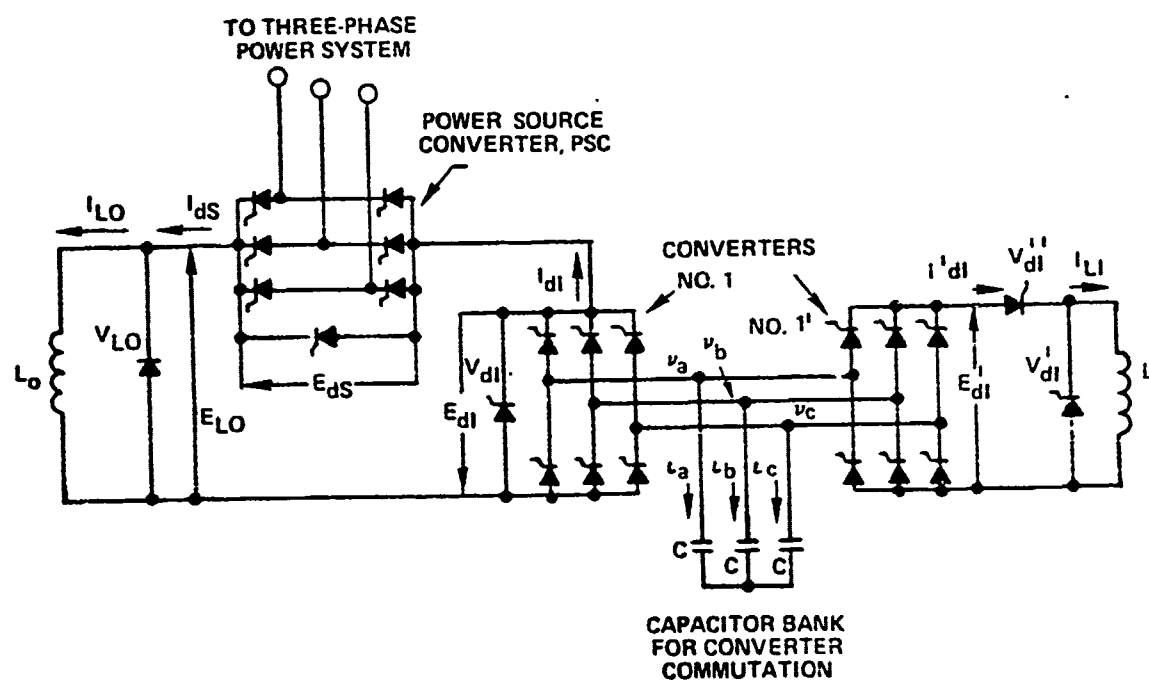 TO THREE-PHASE
POWER SYSTEM
POWER SOURCE
CONVERTER, PSC
I_LO
I_dS
L_o
V_LO
E_LO
E_dS
I_dI
E_dI
V_dI
CONVERTERS
NO. 1
NO. 1'
ν_a
ν_b
ν_c
ι_a
ι_b
ι_c
C
C
C
i'_dI
V_dI''
I_LI
E'_dI
V'_dI
L
CAPACITOR BANK
FOR CONVERTER
COMMUTATION